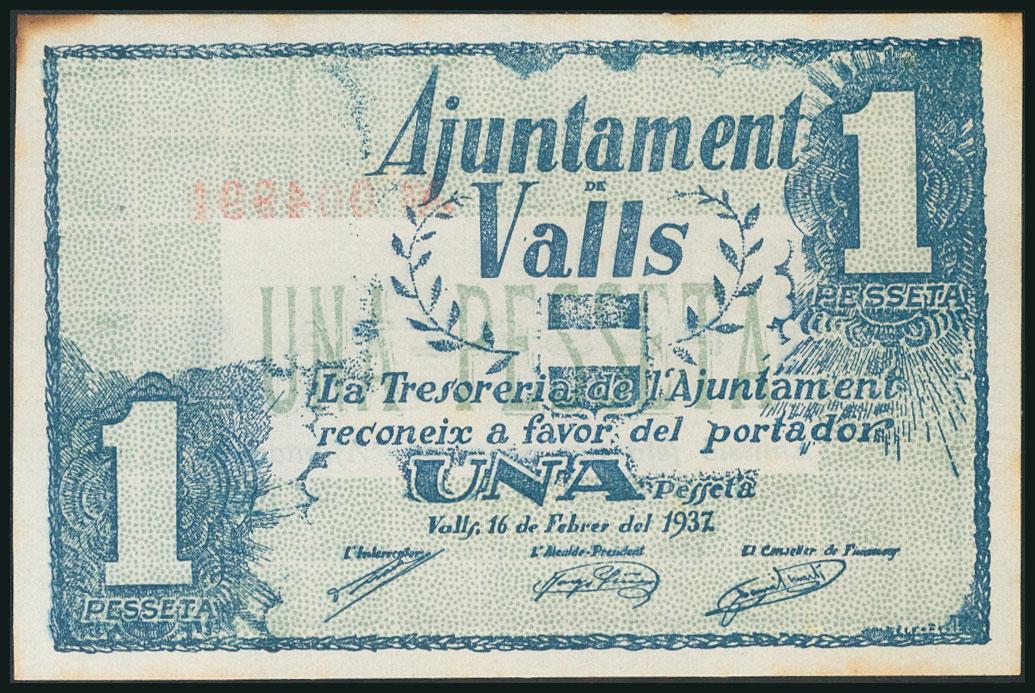 Ajuntament
DE
Valls
1
PESSETA
UNA PESSETA
La Tresoreria de l'Ajuntament
reconeix a favor del portador
UNA Pesseta
Valls, 16 de Febrer del 1937.
L'Interventor L'Alcalde-President El Conseller de Finances
1
PESSETA